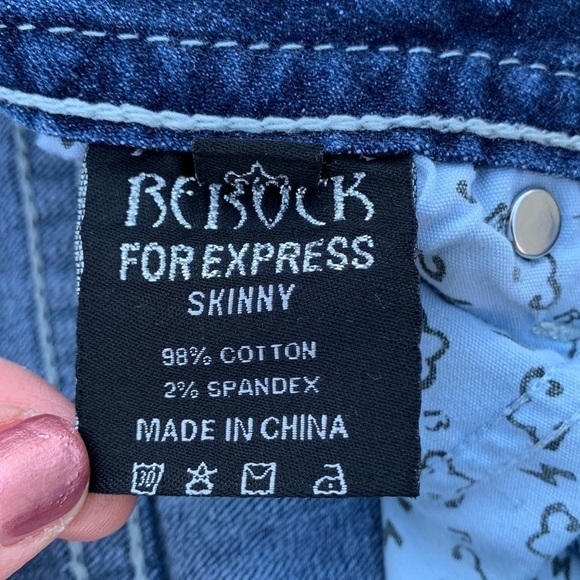 REROCK
FOR EXPRESS
SKINNY
98% COTTON
2% SPANDEX
MADE IN CHINA
30